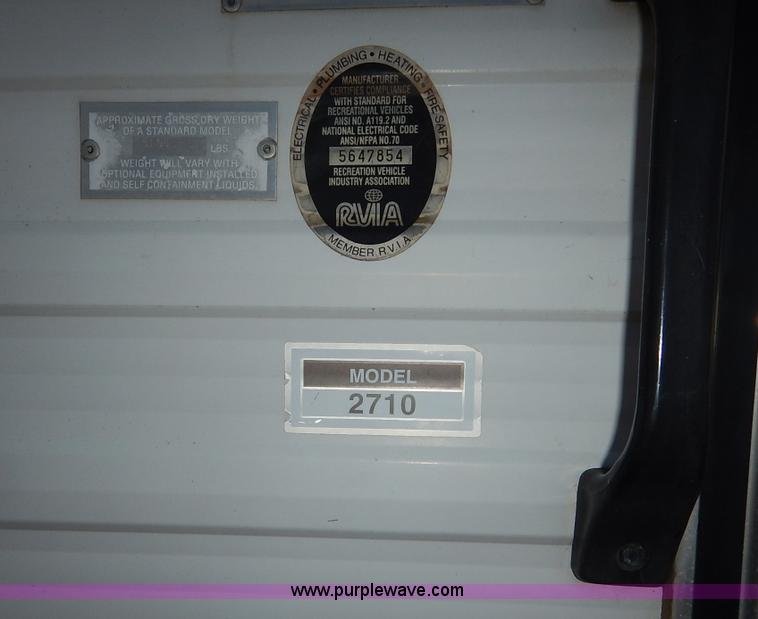 APPROXIMATE GROSS DRY WEIGHT
OF A STANDARD MODEL
LBS
WEIGHT WILL VARY WITH
OPTIONAL EQUIPMENT INSTALLED
AND SELF CONTAINMENT LIQUIDS.
ELECTRICAL • PLUMBING • HEATING • FIRE SAFETY
MANUFACTURER
CERTIFIES COMPLIANCE
WITH STANDARD FOR
RECREATIONAL VEHICLES
ANSI NO. A119.2 AND
NATIONAL ELECTRICAL CODE
ANSI/NFPA NO.70
5647854
RECREATION VEHICLE
INDUSTRY ASSOCIATION
RVIA
MEMBER R.V.I.A.
MODEL
2710
www.purplewave.com